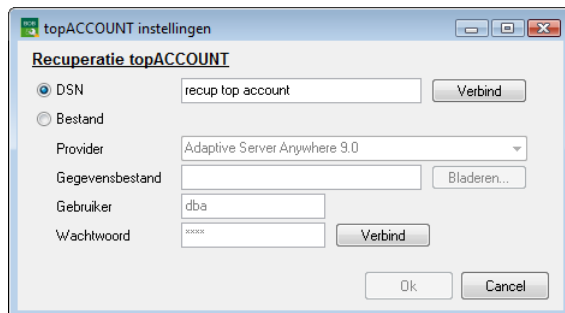 topACCOUNT instellingen
Recuperatie topACCOUNT
DSN recup top account Verbind
Bestand
Provider Adaptive Server Anywhere 9.0
Gegevensbestand Bladeren...
Gebruiker dba
Wachtwoord **** Verbind
Ok Cancel